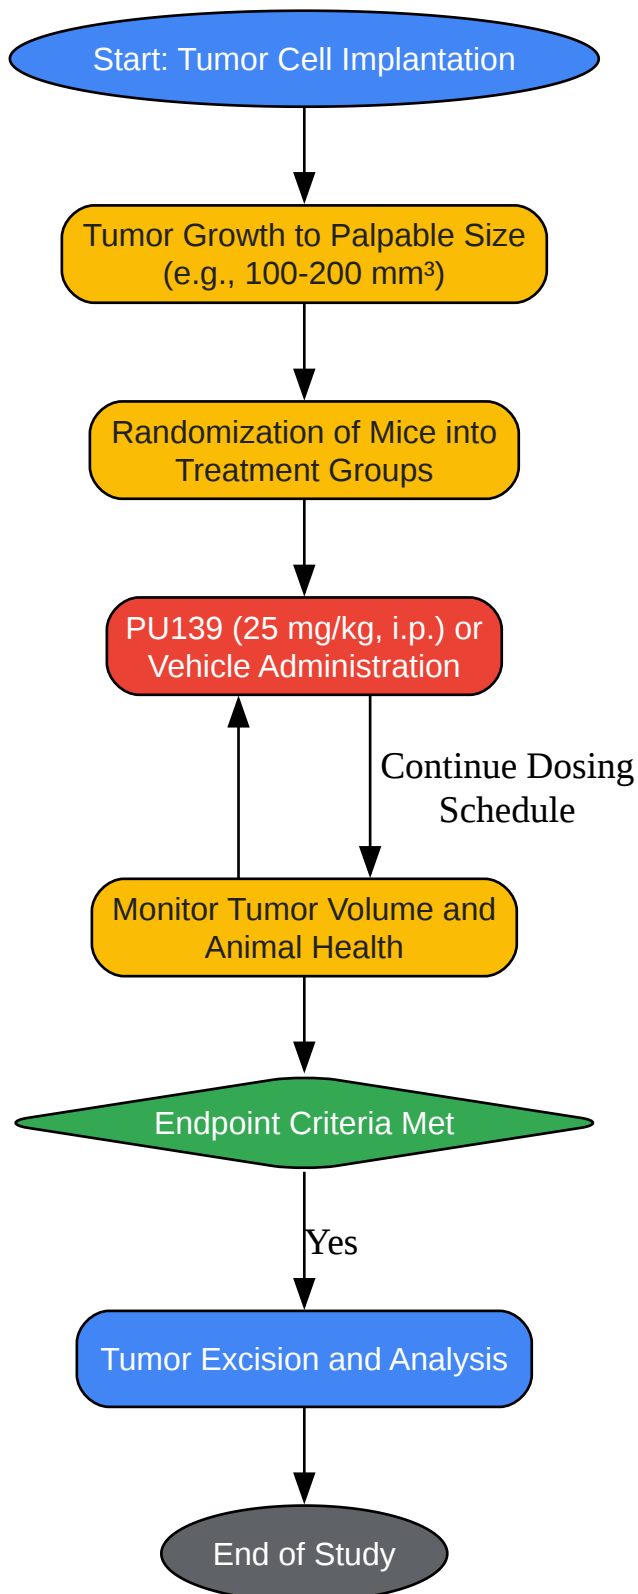 Start: Tumor Cell Implantation
Tumor Growth to Palpable Size
(e.g., 100-200 mm³)
Randomization of Mice into
Treatment Groups
PU139 (25 mg/kg, i.p.) or
Vehicle Administration
Continue Dosing
Schedule
Monitor Tumor Volume and
Animal Health
Endpoint Criteria Met
Yes
Tumor Excision and Analysis
End of Study